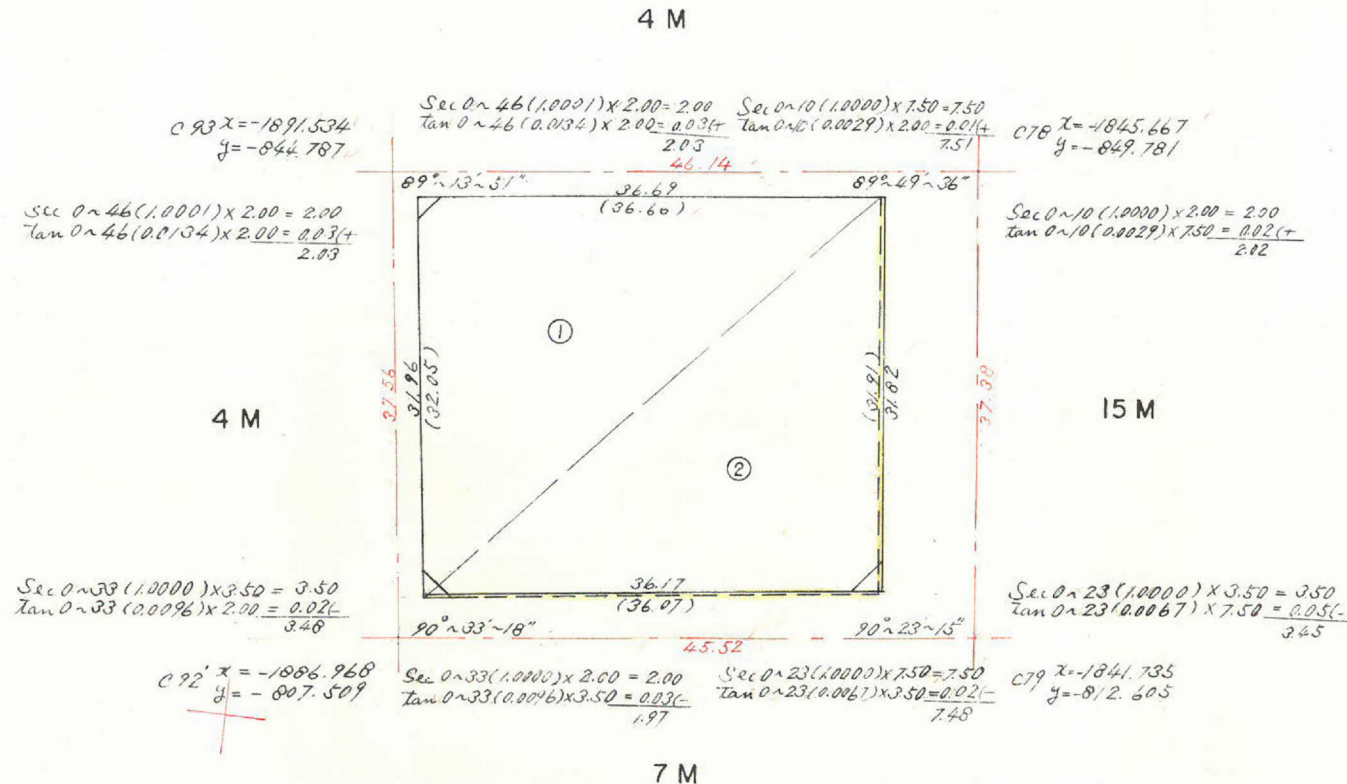 4 M
Sec 0~46(1.0001)×2.00=2.00
tan 0~46(0.0134)×2.00=0.03(+
2.03
Sec 0~10(1.0000)×7.50=7.50
tan 0~10(0.0029)×2.00=0.01(+
7.51
C93 x=-1891.534
y=-844.787
C78 x=-1845.667
y=-849.781
46.14
89°~13'~51"
36.69
(36.60)
89°~49'~36"
Sec 0~46(1.0001)×2.00=2.00
tan 0~46(0.0134)×2.00=0.03(+
2.03
Sec 0~10(1.0000)×2.00=2.00
tan 0~10(0.0029)×7.50=0.02(+
2.02
①
37.56
31.96
(32.05)
(31.91)
31.82
37.38
4 M
15 M
②
36.17
(36.07)
Sec 0~33(1.0000)×3.50=3.50
tan 0~33(0.0096)×2.00=0.02(-
3.48
Sec 0~23(1.0000)×3.50=3.50
tan 0~23(0.0067)×7.50=0.05(-
3.45
90°~33'~18"
45.52
90°~23'~15"
C92' x=-1886.968
y=-807.509
Sec 0~33(1.0000)×2.00=2.00
tan 0~33(0.0096)×3.50=0.03(-
1.97
Sec 0~23(1.0000)×7.50=7.50
tan 0~23(0.0067)×3.50=0.02(-
7.48
C79 x=-1841.735
y=-812.605
7 M